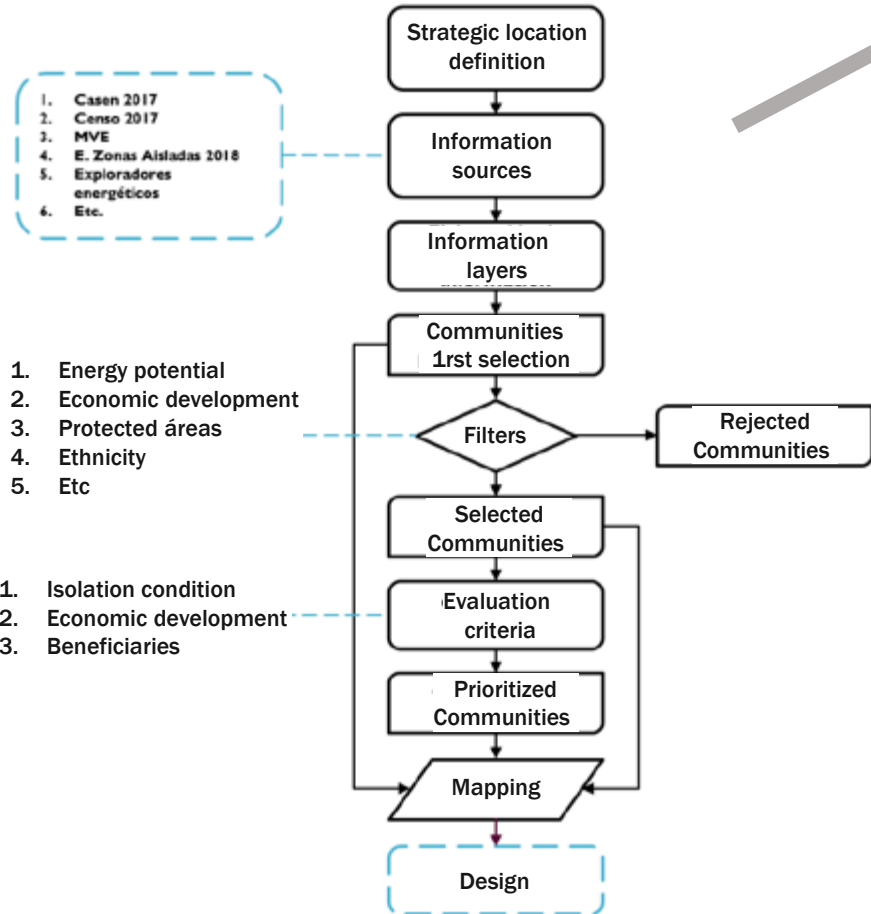 Strategic location
definition
1. Casen 2017
2. Censo 2017
3. MVE
4. E. Zonas Aisladas 2018
5. Exploradores
energéticos
6. Etc.
Information
sources
Information
layers
Communities
1rst selection
1. Energy potential
2. Economic development
3. Protected áreas
4. Ethnicity
5. Etc
Filters
Rejected
Communities
Selected
Communities
1. Isolation condition
2. Economic development
3. Beneficiaries
Evaluation
criteria
Prioritized
Communities
Mapping
Design